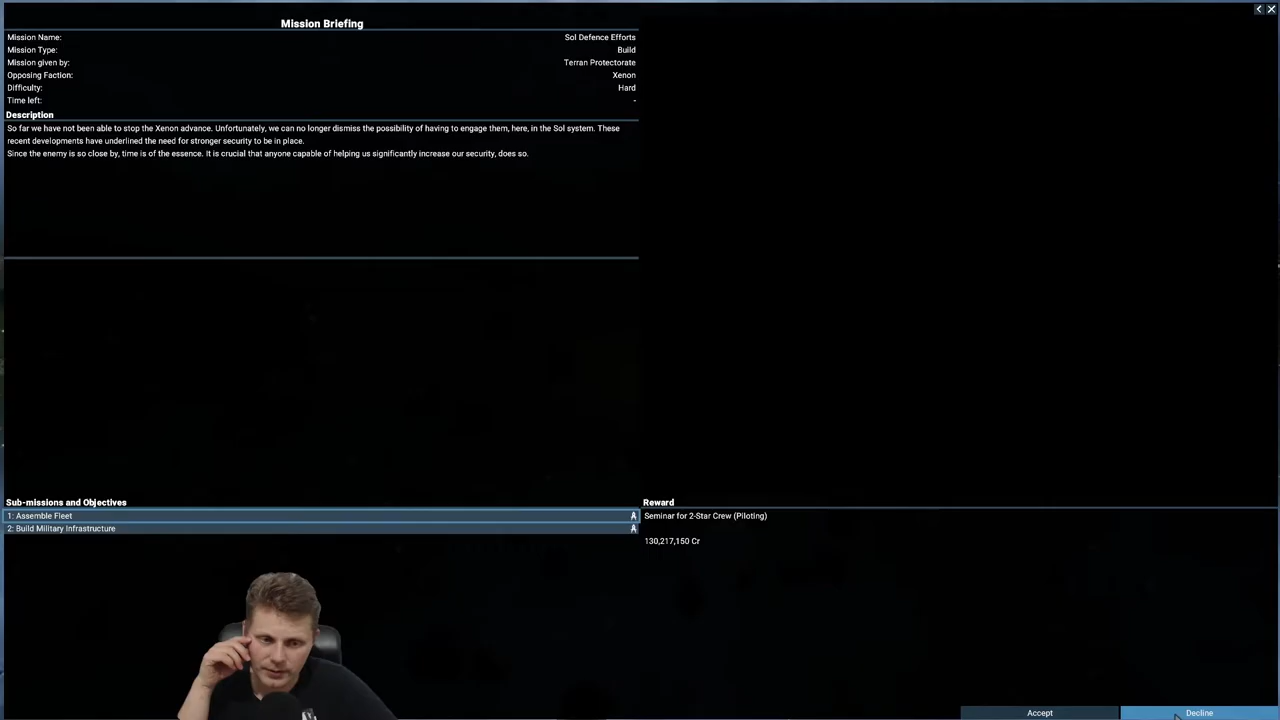 Mission Briefing
Mission Name: Sol Defence Efforts
Mission Type: Build
Mission given by: Terran Protectorate
Opposing Faction: Xenon
Difficulty: Hard
Time left: -
Description
So far we have not been able to stop the Xenon advance. Unfortunately, we can no longer dismiss the possibility of having to engage them, here, in the Sol system. These
recent developments have underlined the need for stronger security to be in place.
Since the enemy is so close by, time is of the essence. It is crucial that anyone capable of helping us significantly increase our security, does so.
Sub-missions and Objectives
1: Assemble Fleet
2: Build Military Infrastructure
Reward
Seminar for 2-Star Crew (Piloting)
130,217,150 Cr
Accept
Decline